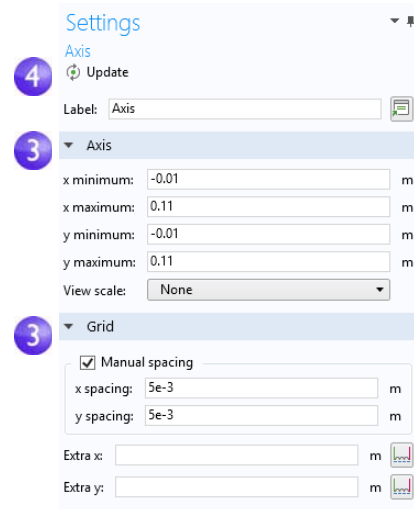 Settings
Axis
4 Update
Label: Axis
3 Axis
x minimum: -0.01 m
x maximum: 0.11 m
y minimum: -0.01 m
y maximum: 0.11 m
View scale: None
3 Grid
Manual spacing
x spacing: 5e-3 m
y spacing: 5e-3 m
Extra x: m
Extra y: m